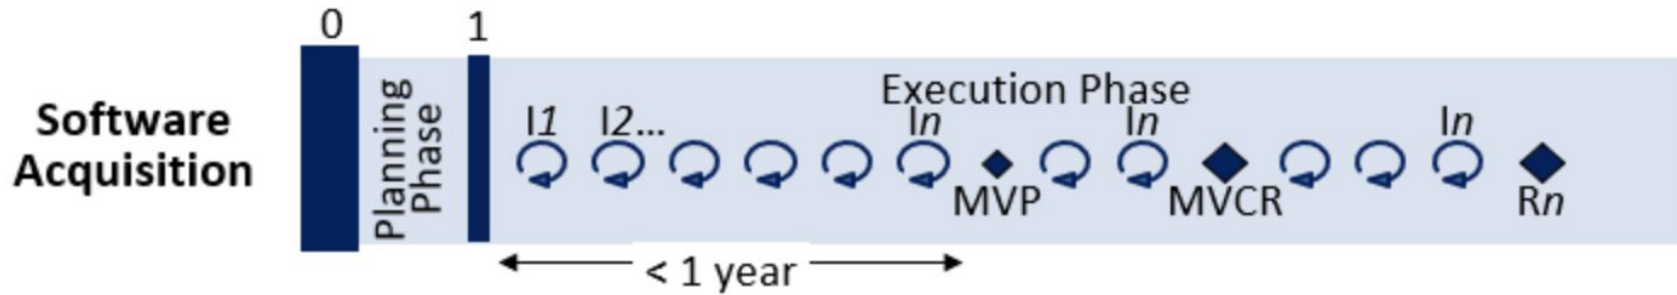 0
1
Software
Acquisition
Planning
Phase
Execution Phase
I1
I2...
In
In
In
MVP
MVCR
Rn
< 1 year